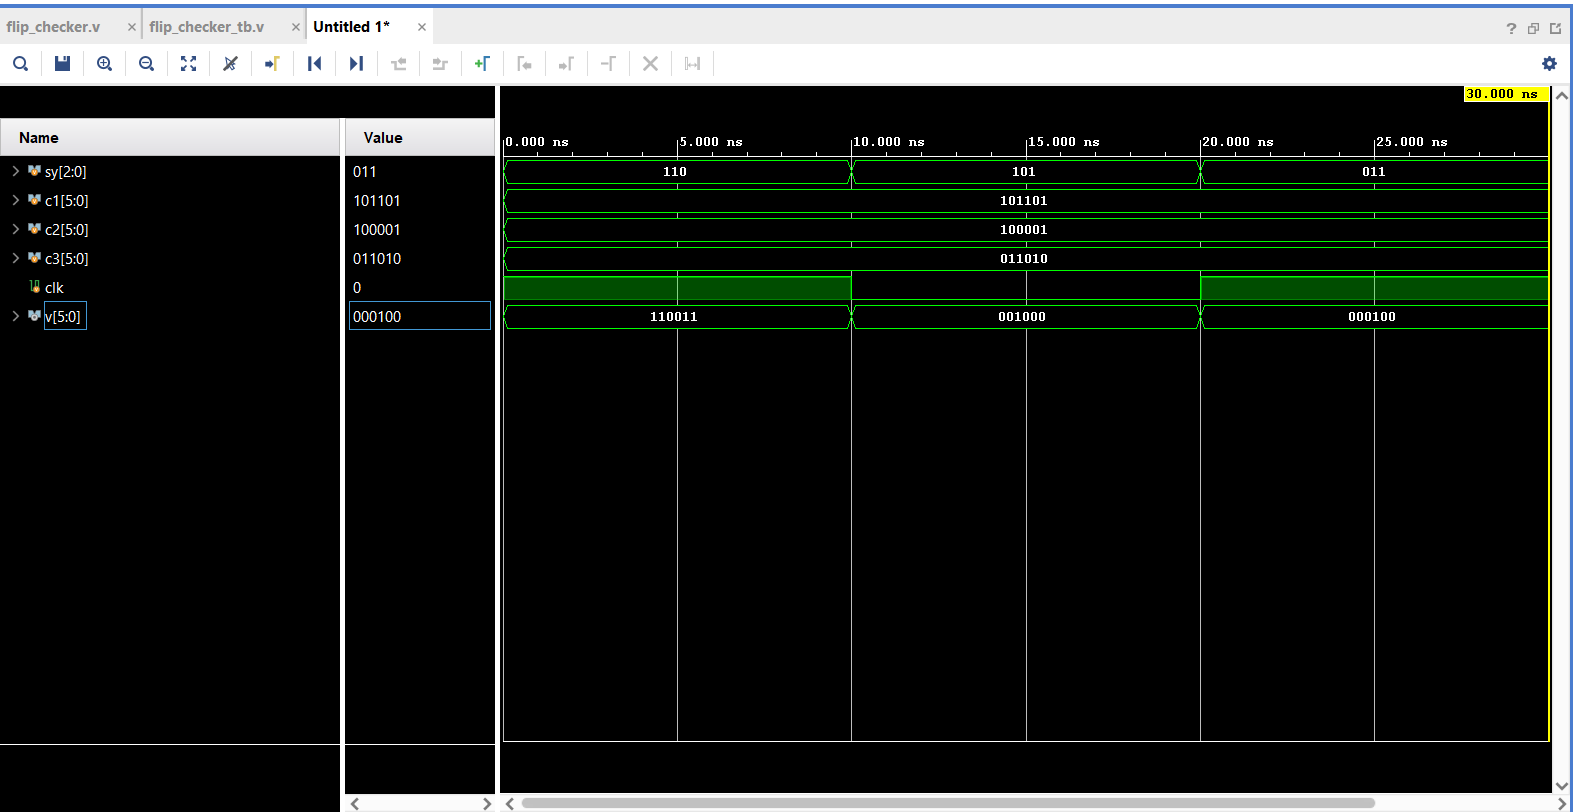 flip_checker.v × flip_checker_tb.v × Untitled 1* ×
30.000 ns
Name Value
0.000 ns 5.000 ns 10.000 ns 15.000 ns 20.000 ns 25.000 ns
sy[2:0] 011 110 101 011
c1[5:0] 101101 101101
c2[5:0] 100001 100001
c3[5:0] 011010 011010
clk 0
v[5:0] 000100 110011 001000 000100